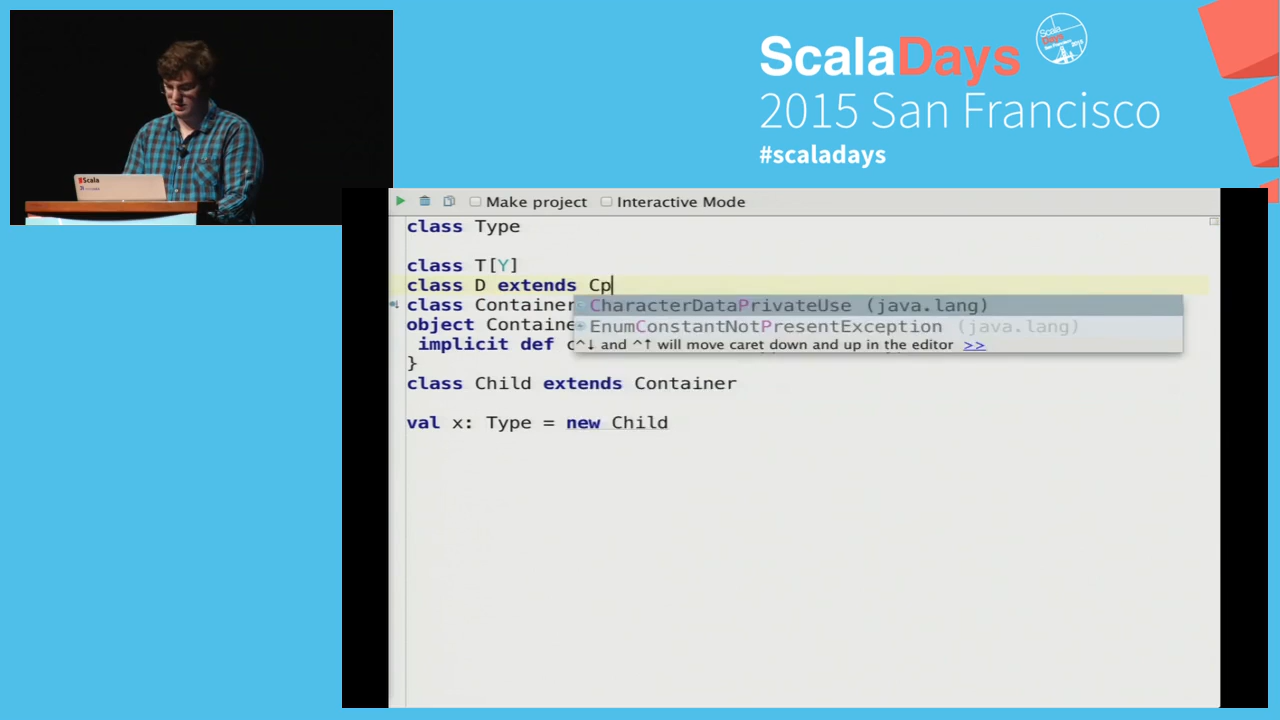 ScalaDays
2015 San Francisco
#scaladays
Scala
Make project Interactive Mode
class Type
class T[Y]
class D extends Cp
class Container
CharacterDataPrivateUse (java.lang)
object Containe
EnumConstantNotPresentException (java.lang)
implicit def c
^↓ and ^↑ will move caret down and up in the editor >>
}
class Child extends Container
val x: Type = new Child